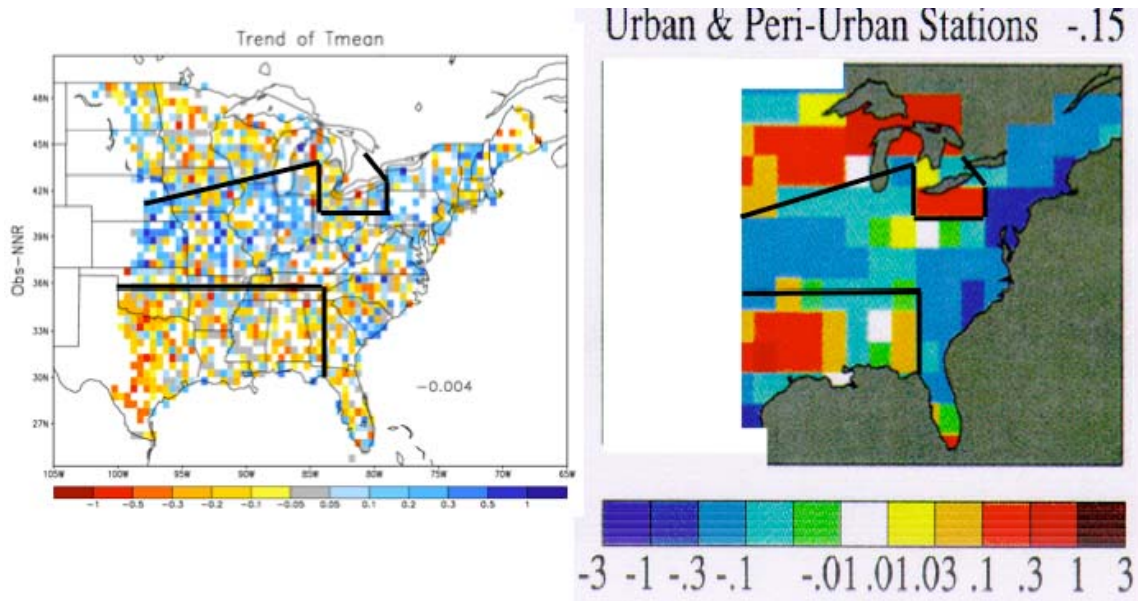 Trend of Tmean
Urban & Peri-Urban Stations -.15
Obs-NNR
48N
45N
42N
39N
36N
33N
30N
27N
-0.004
105W 100W 95W 90W 85W 80W 75W 70W 65W
-1 -0.5 -0.3 -0.2 -0.1 -0.05 0.05 0.1 0.2 0.3 0.5 1
-3 -1 -.3 -.1 -.01 .01 .03 .1 .3 1 3